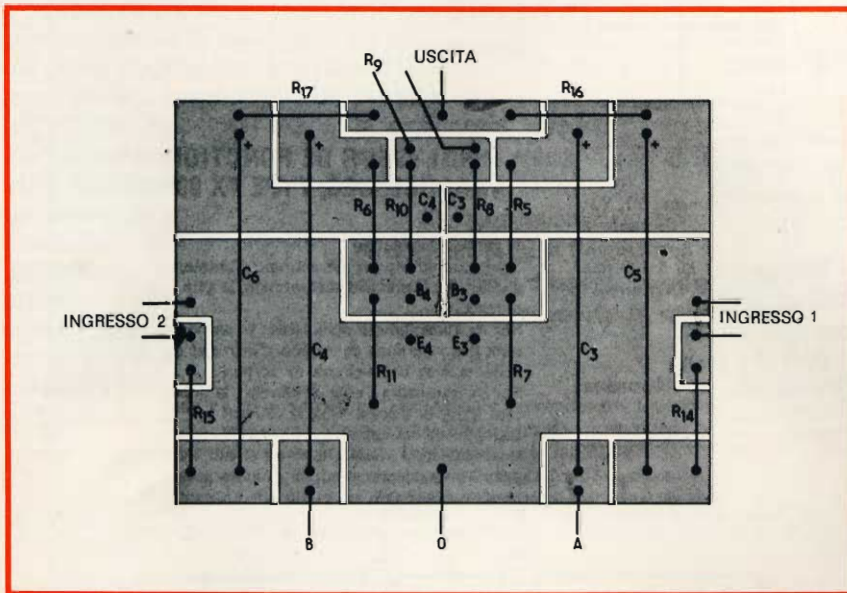 R9 USCITA
R17 R16
+ + + +
R6 R10 C4 C3 R8 R5
C6 C5
B4 B3
INGRESSO 2 INGRESSO 1
E4 E3
C4 R11 R7 C3
R15 R14
B O A